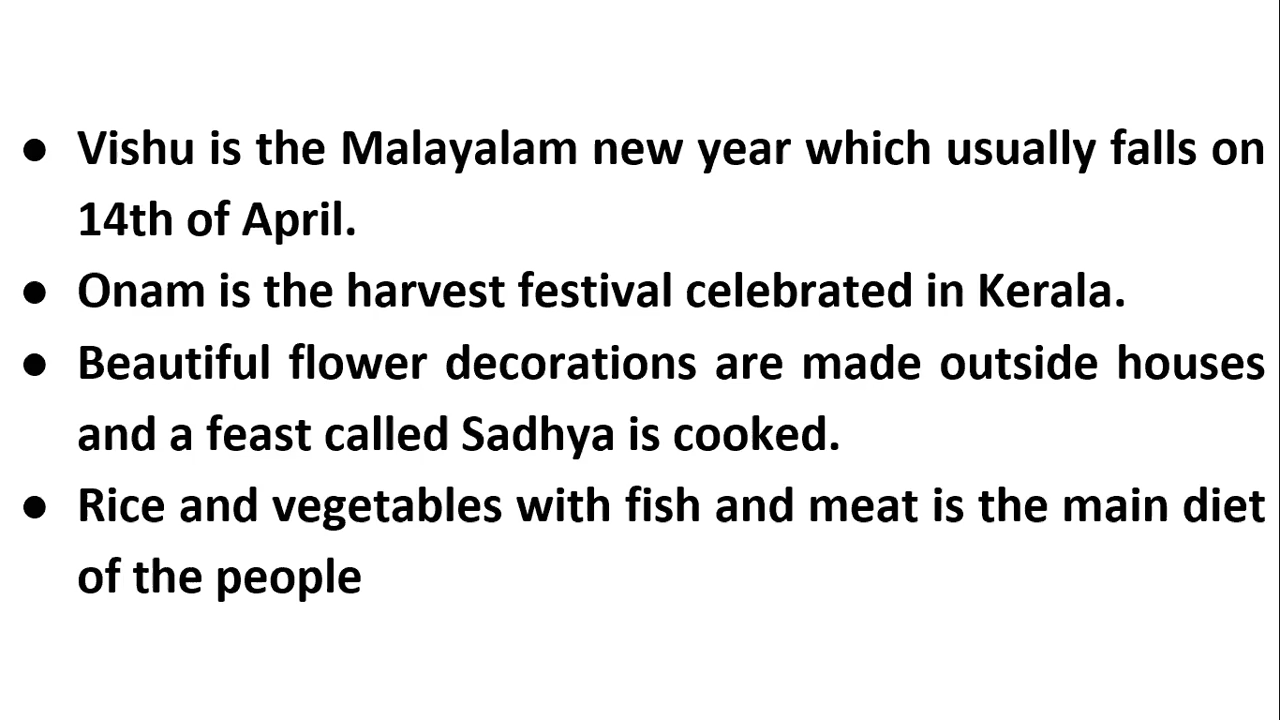 ● Vishu is the Malayalam new year which usually falls on
14th of April.
● Onam is the harvest festival celebrated in Kerala.
● Beautiful flower decorations are made outside houses
and a feast called Sadhya is cooked.
● Rice and vegetables with fish and meat is the main diet
of the people